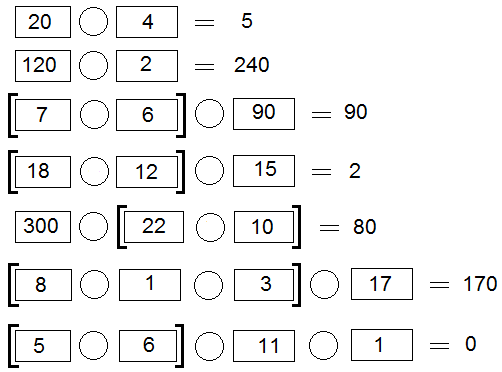 20 ○ 4 = 5
120 ○ 2 = 240
[ 7 ○ 6 ] ○ 90 = 90
[ 18 ○ 12 ] ○ 15 = 2
300 ○ [ 22 ○ 10 ] = 80
[ 8 ○ 1 ○ 3 ] ○ 17 = 170
[ 5 ○ 6 ] ○ 11 ○ 1 = 0